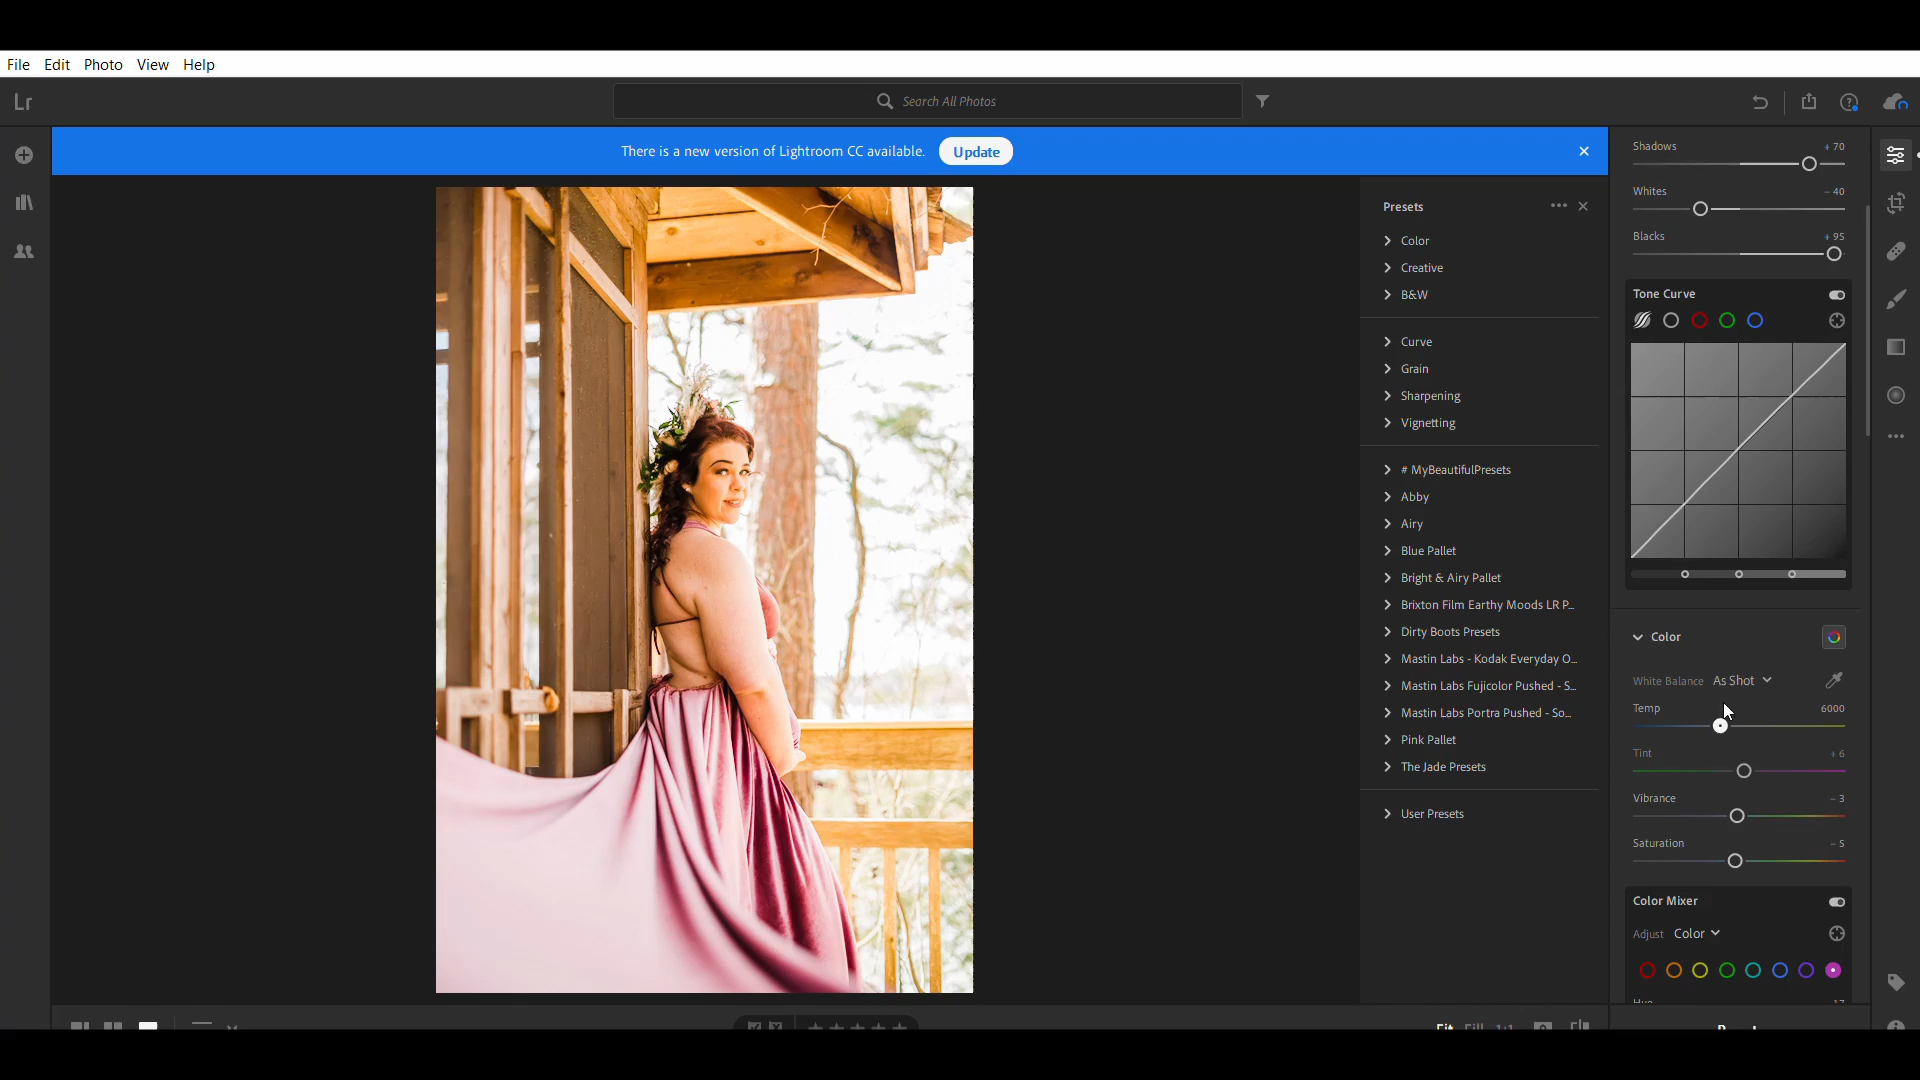 File Edit Photo View Help
Lr
Search All Photos
There is a new version of Lightroom CC available. Update
Presets
Color
Creative
B&W
Curve
Grain
Sharpening
Vignetting
# MyBeautifulPresets
Abby
Airy
Blue Pallet
Bright & Airy Pallet
Brixton Film Earthy Moods LR P...
Dirty Boots Presets
Mastin Labs - Kodak Everyday O...
Mastin Labs Fujicolor Pushed - S...
Mastin Labs Portra Pushed - So...
Pink Pallet
The Jade Presets
User Presets
Shadows + 70
Whites - 40
Blacks + 95
Tone Curve
Color
White Balance As Shot
Temp 6000
Tint + 6
Vibrance - 3
Saturation - 5
Color Mixer
Adjust Color